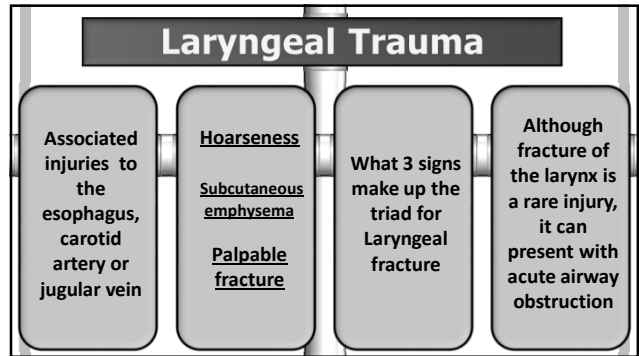 Laryngeal Trauma
Associated
injuries to
the
esophagus,
carotid
artery or
jugular vein
Hoarseness
Subcutaneous
emphysema
Palpable
fracture
What 3 signs
make up the
triad for
Laryngeal
fracture
Although
fracture of
the larynx is
a rare injury,
it can
present with
acute airway
obstruction